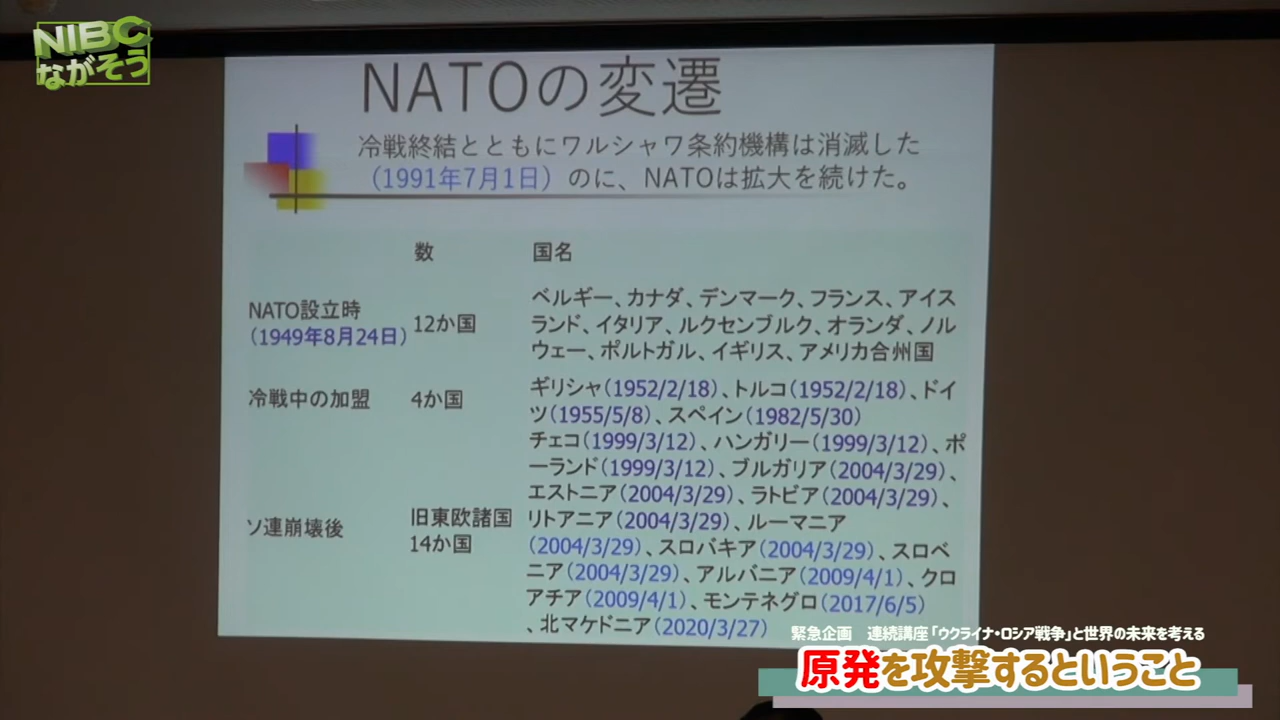 NIBC
ながそう
NATOの変遷
冷戦終結とともにワルシャワ条約機構は消滅した
（1991年7月1日）のに、NATOは拡大を続けた。
数
国名
NATO設立時
（1949年8月24日）
12か国
ベルギー、カナダ、デンマーク、フランス、アイス
ランド、イタリア、ルクセンブルク、オランダ、ノル
ウェー、ポルトガル、イギリス、アメリカ合州国
冷戦中の加盟
4か国
ギリシャ（1952/2/18）、トルコ（1952/2/18）、ドイ
ツ（1955/5/8）、スペイン（1982/5/30）
ソ連崩壊後
旧東欧諸国
14か国
チェコ（1999/3/12）、ハンガリー（1999/3/12）、ポ
ーランド（1999/3/12）、ブルガリア（2004/3/29）、
エストニア（2004/3/29）、ラトビア（2004/3/29）、
リトアニア（2004/3/29）、ルーマニア
（2004/3/29）、スロバキア（2004/3/29）、スロベ
ニア（2004/3/29）、アルバニア（2009/4/1）、クロ
アチア（2009/4/1）、モンテネグロ（2017/6/5）
、北マケドニア（2020/3/27）
緊急企画　連続講座「ウクライナ・ロシア戦争」と世界の未来を考える
原発を攻撃するということ